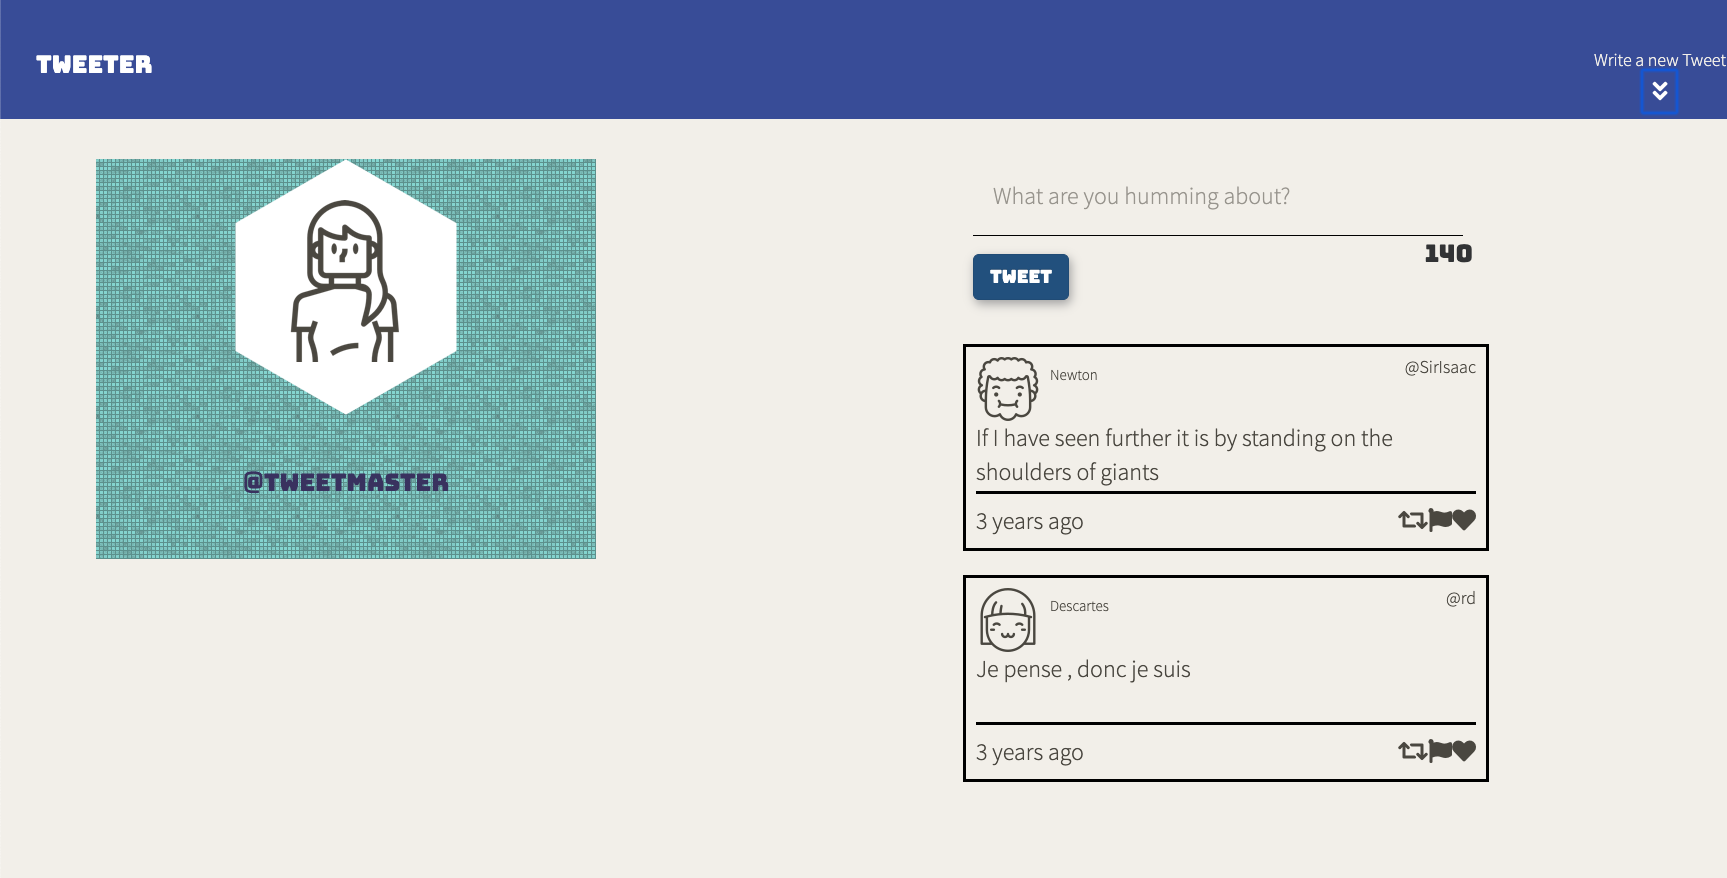 TWEETER
Write a new Tweet
@TWEETMASTER
What are you humming about?
140
TWEET
Newton
@SirIsaac
If I have seen further it is by standing on the
shoulders of giants
3 years ago
Descartes
@rd
Je pense , donc je suis
3 years ago